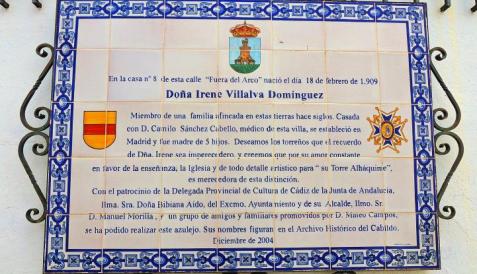 En la casa nº 8 de esta calle "Fuera del Arco" nació el día 18 de febrero de 1.909
Doña Irene Villalva Domínguez
Miembro de una familia afincada en estas tierras hace siglos. Casada
con D. Camilo Sánchez Cabello, médico de esta villa, se estableció en
Madrid y fue madre de 5 hijos. Deseamos los torreños que el recuerdo
de Dña. Irene sea imperecedero, y creemos que por su amor constante
en favor de la enseñanza, la Iglesia y de todo detalle artístico para "su Torre Alháquime",
es merecedora de esta distinción.
Con el patrocinio de la Delegada Provincial de Cultura de Cádiz de la Junta de Andalucía,
Ilma. Sra. Doña Bibiana Aído, del Excmo. Ayuntamiento y de su Alcalde, Ilmo. Sr.
D. Manuel Morilla, y un grupo de amigos y familiares promovidos por D. Mateo Campos,
se ha podido realizar este azulejo. Sus nombres figuran en el Archivo Histórico del Cabildo.
Diciembre de 2004